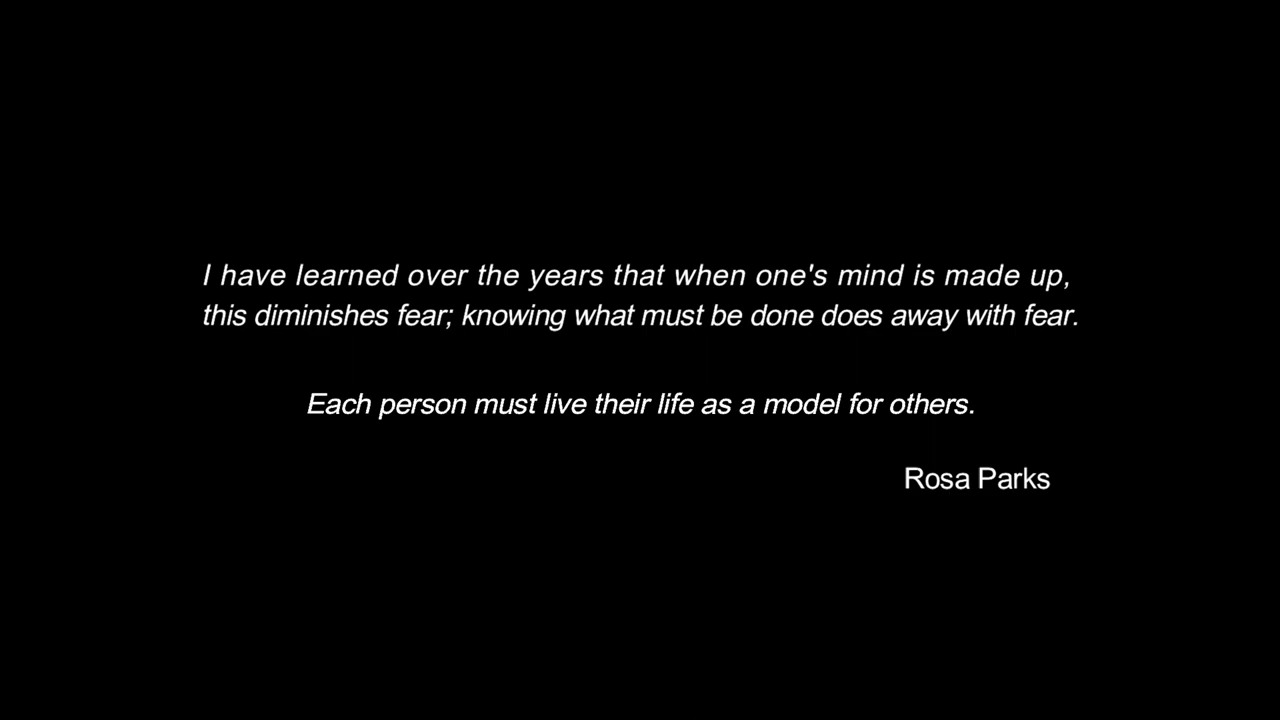 I have learned over the years that when one's mind is made up,
this diminishes fear; knowing what must be done does away with fear.
Each person must live their life as a model for others.
Rosa Parks